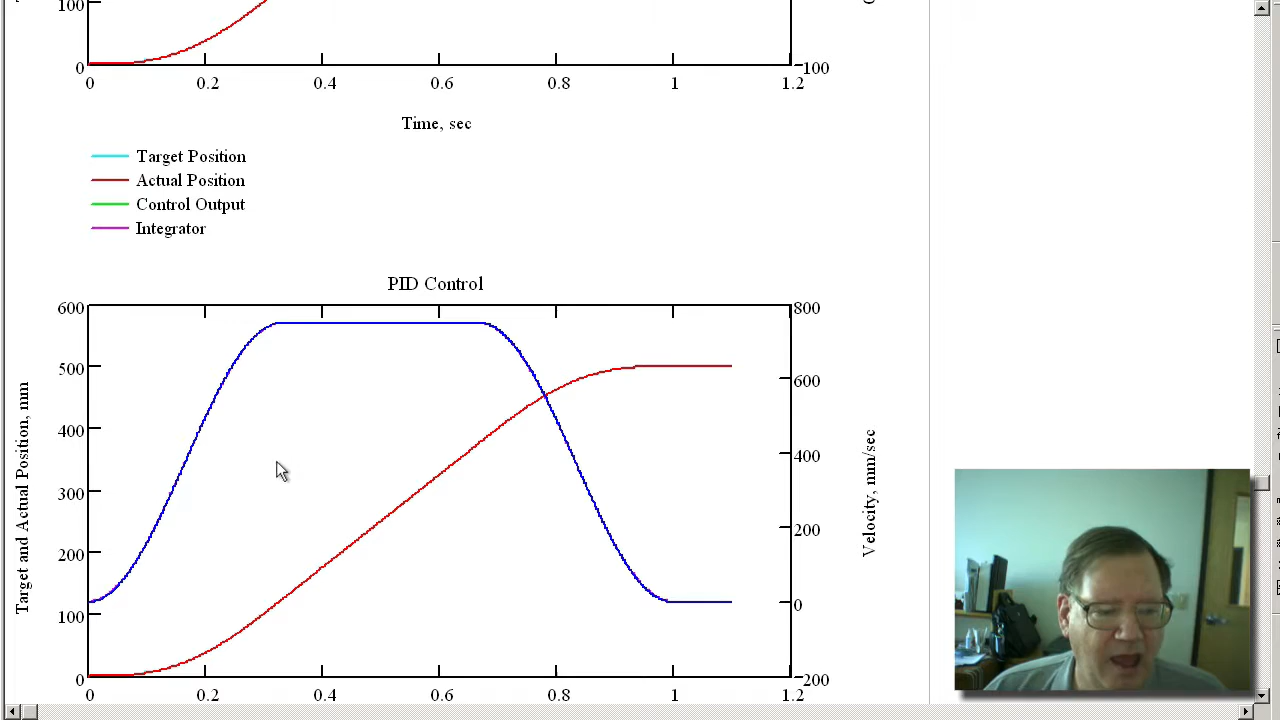 100
0
-100
0 0.2 0.4 0.6 0.8 1 1.2
Time, sec
Target Position
Actual Position
Control Output
Integrator
PID Control
600
500
400
300
200
100
0
Target and Actual Position, mm
800
600
400
200
0
-200
Velocity, mm/sec
0 0.2 0.4 0.6 0.8 1 1.2